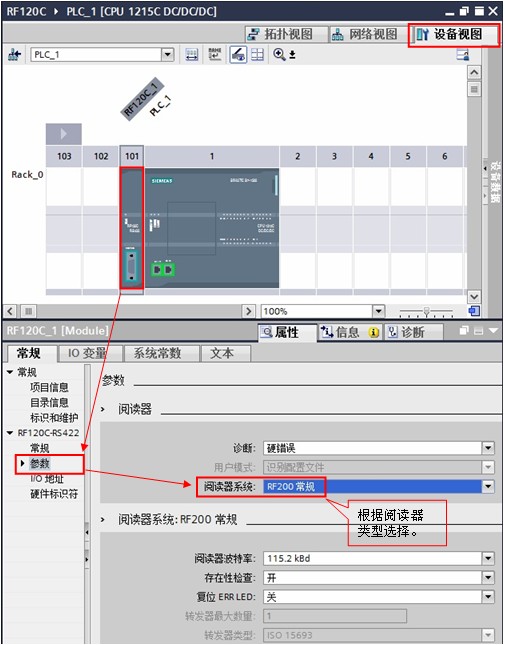 RF120C ▸ PLC_1 [CPU 1215C DC/DC/DC]
拓扑视图 网络视图 设备视图
PLC_1
RF120C_1
PLC_1
103 102 101 1 2 3 4 5 6
Rack_0
SIEMENS
设备数据
100%
RF120C_1 [Module]
属性 信息 诊断
常规 IO 变量 系统常数 文本
常规
项目信息
目录信息
标识和维护
RF120C-RS422
常规
参数
I/O 地址
硬件标识符
参数
阅读器
诊断: 硬错误
用户模式: 识别配置文件
阅读器系统: RF200 常规
根据阅读器
类型选择。
阅读器系统: RF200 常规
阅读器波特率: 115.2 kBd
存在性检查: 开
复位 ERR LED: 关
转发器最大数量: 1
转发器类型: ISO 15693